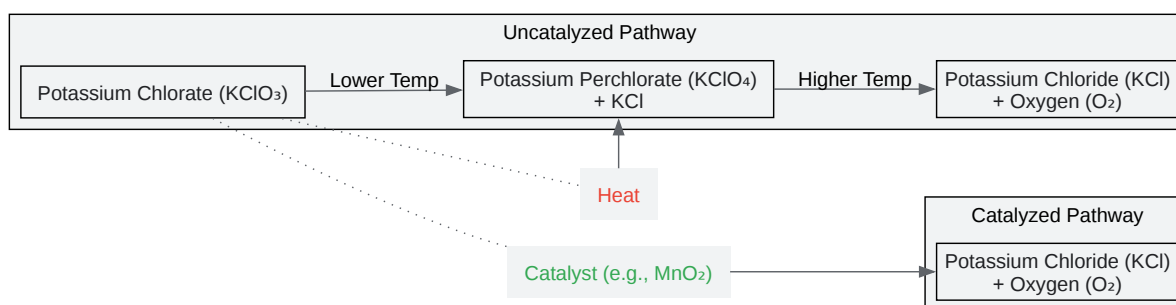 Uncatalyzed Pathway
Potassium Chlorate (KClO₃)
Lower Temp
Potassium Perchlorate (KClO₄)
+ KCl
Higher Temp
Potassium Chloride (KCl)
+ Oxygen (O₂)
Heat
Catalyzed Pathway
Catalyst (e.g., MnO₂)
Potassium Chloride (KCl)
+ Oxygen (O₂)